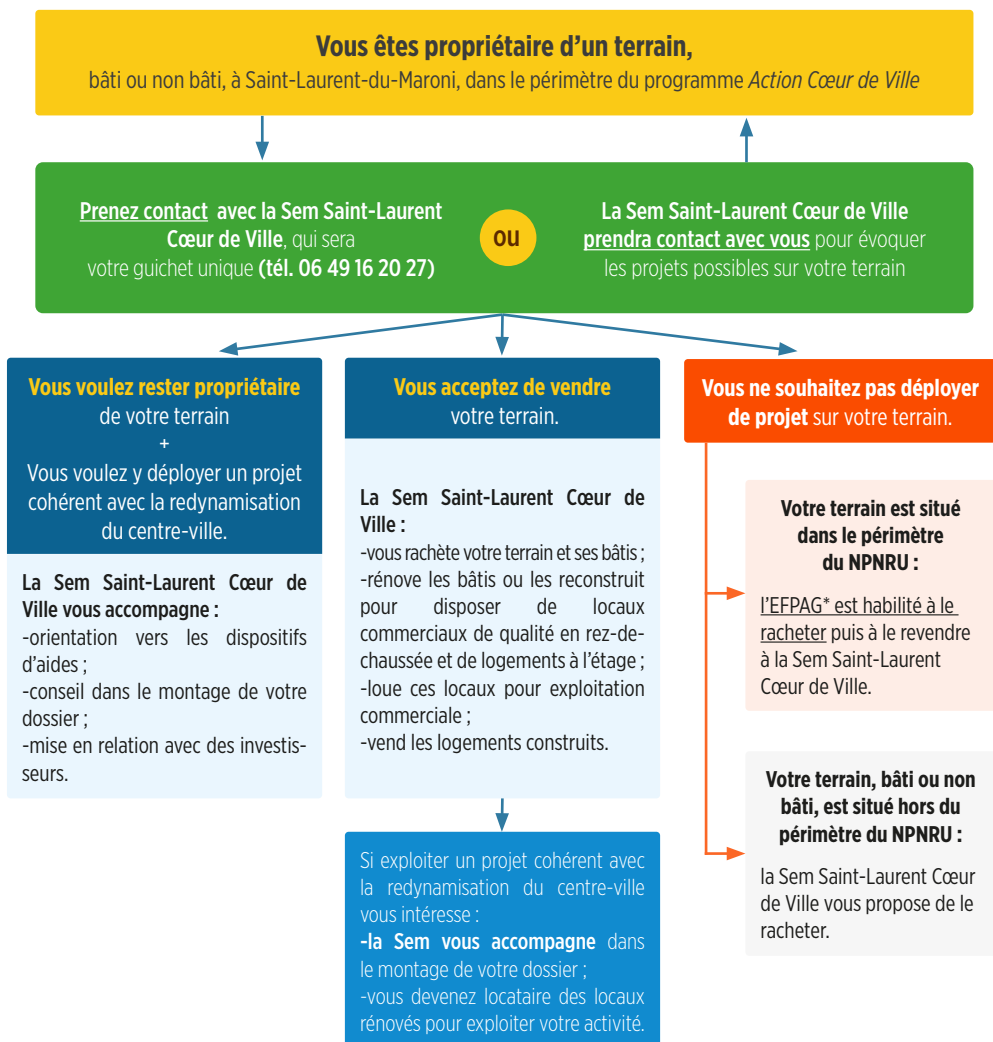 Vous êtes propriétaire d'un terrain,
bâti ou non bâti, à Saint-Laurent-du-Maroni, dans le périmètre du programme Action Cœur de Ville
Prenez contact avec la Sem Saint-Laurent
Cœur de Ville, qui sera
votre guichet unique (tél. 06 49 16 20 27)
ou
La Sem Saint-Laurent Cœur de Ville
prendra contact avec vous pour évoquer
les projets possibles sur votre terrain
Vous voulez rester propriétaire
de votre terrain
+
Vous voulez y déployer un projet
cohérent avec la redynamisation
du centre-ville.
La Sem Saint-Laurent Cœur de
Ville vous accompagne :
-orientation vers les dispositifs
d'aides ;
-conseil dans le montage de votre
dossier ;
-mise en relation avec des investis-
seurs.
Vous acceptez de vendre
votre terrain.
La Sem Saint-Laurent Cœur de
Ville :
-vous rachète votre terrain et ses bâtis ;
-rénove les bâtis ou les reconstruit
pour disposer de locaux
commerciaux de qualité en rez-de-
chaussée et de logements à l'étage ;
-loue ces locaux pour exploitation
commerciale ;
-vend les logements construits.
Si exploiter un projet cohérent avec
la redynamisation du centre-ville
vous intéresse :
-la Sem vous accompagne dans
le montage de votre dossier ;
-vous devenez locataire des locaux
rénovés pour exploiter votre activité.
Vous ne souhaitez pas déployer
de projet sur votre terrain.
Votre terrain est situé
dans le périmètre
du NPNRU :
l'EFPAG* est habilité à le
racheter puis à le revendre
à la Sem Saint-Laurent
Cœur de Ville.
Votre terrain, bâti ou non
bâti, est situé hors du
périmètre du NPNRU :
la Sem Saint-Laurent Cœur
de Ville vous propose de le
racheter.